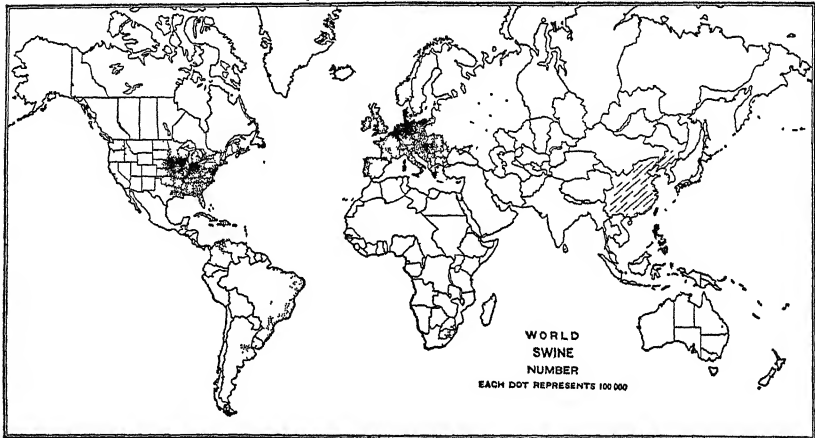 WORLD
SWINE
NUMBER
EACH DOT REPRESENTS 100 000